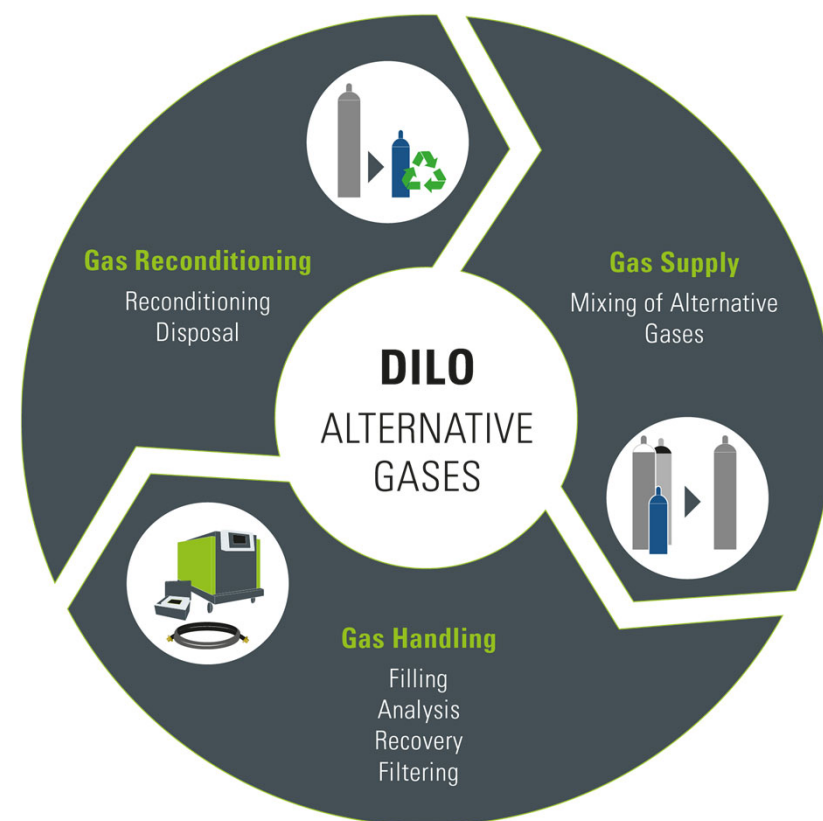 Gas Reconditioning
Reconditioning
Disposal
Gas Supply
Mixing of Alternative
Gases
DILO
ALTERNATIVE
GASES
Gas Handling
Filling
Analysis
Recovery
Filtering